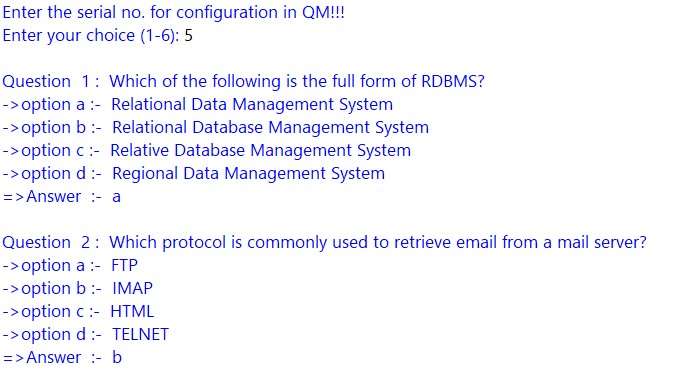 Enter the serial no. for configuration in QM!!!
Enter your choice (1-6): 5
Question  1 :  Which of the following is the full form of RDBMS?
->option a :-  Relational Data Management System
->option b :-  Relational Database Management System
->option c :-  Relative Database Management System
->option d :-  Regional Data Management System
=>Answer  :-  a
Question  2 :  Which protocol is commonly used to retrieve email from a mail server?
->option a :-  FTP
->option b :-  IMAP
->option c :-  HTML
->option d :-  TELNET
=>Answer  :-  b